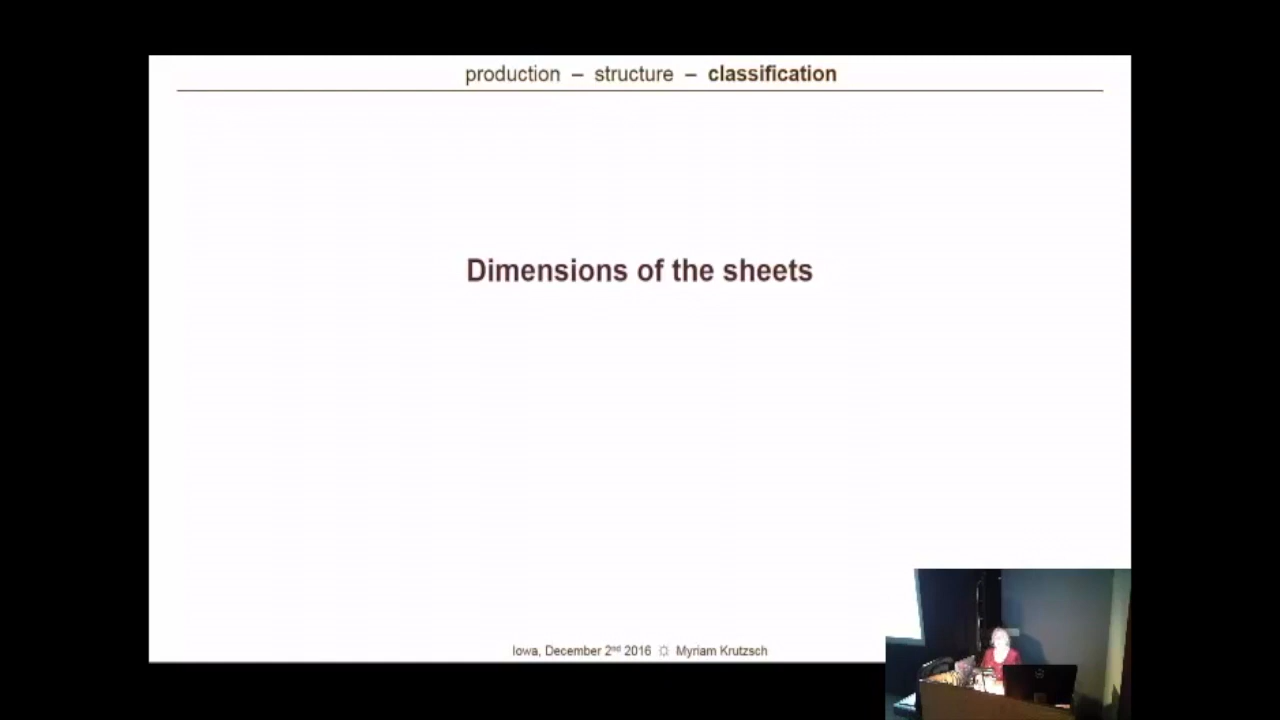 production – structure – classification
Dimensions of the sheets
Iowa, December 2nd 2016 ☼ Myriam Krutzsch